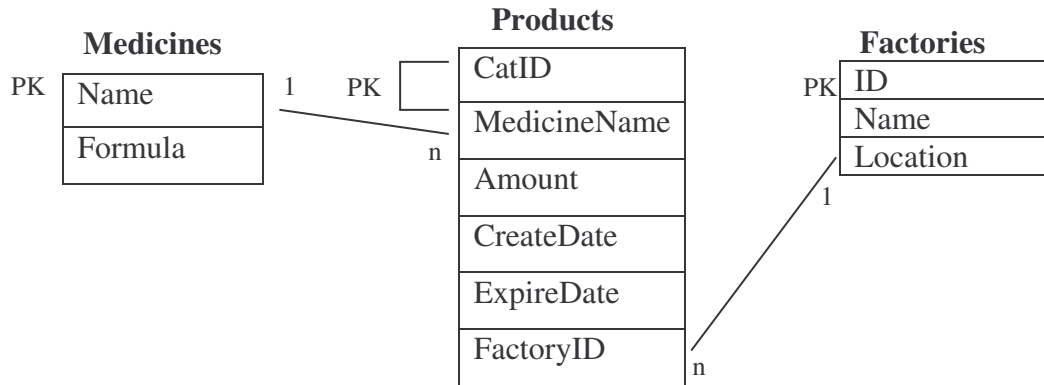 Medicines
PK
Name
Formula
1
n
Products
PK
CatID
MedicineName
Amount
CreateDate
ExpireDate
FactoryID
n
1
Factories
PK
ID
Name
Location